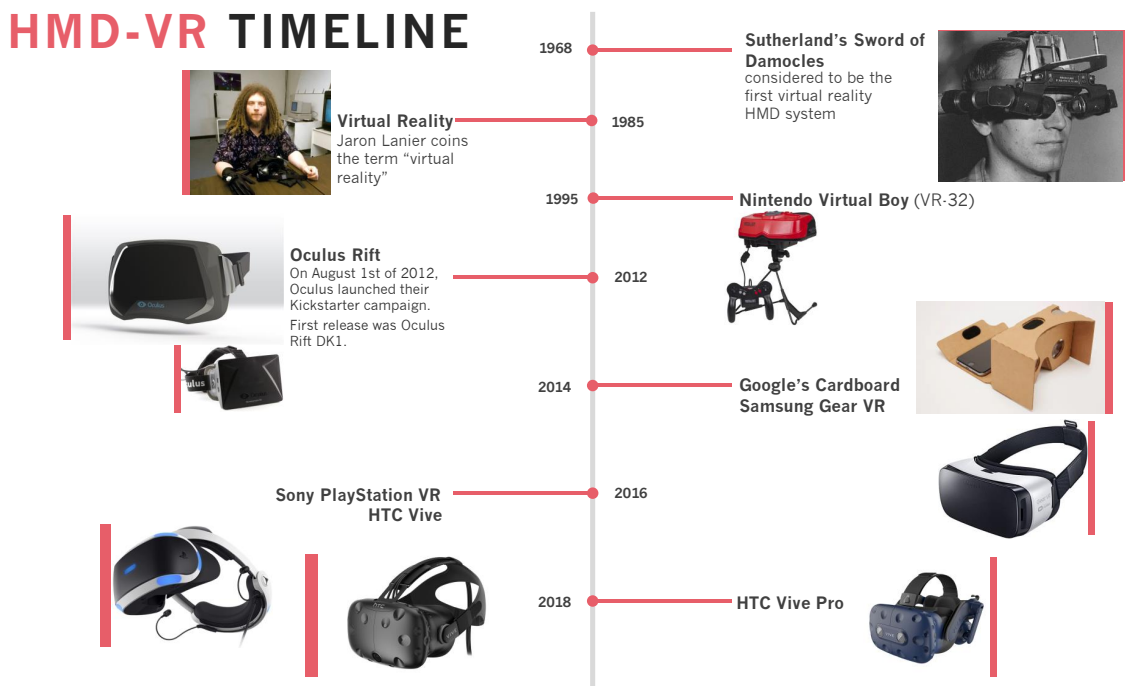 HMD-VR TIMELINE
1968
Sutherland's Sword of
Damocles
considered to be the
first virtual reality
HMD system
Virtual Reality
Jaron Lanier coins
the term “virtual
reality”
1985
1995
Nintendo Virtual Boy (VR-32)
Oculus Rift
On August 1st of 2012,
Oculus launched their
Kickstarter campaign.
First release was Oculus
Rift DK1.
2012
Oculus
ulus
2014
Google's Cardboard
Samsung Gear VR
Sony PlayStation VR
HTC Vive
2016
2018
HTC Vive Pro